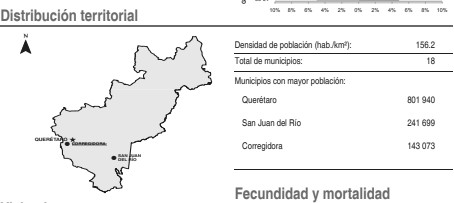 10% 8% 6% 4% 2% 0% 2% 4% 6% 8% 10%
Distribución territorial
N
QUERÉTARO
CORREGIDORA
SAN JUAN
DEL RÍO
Densidad de población (hab./km²): 156.2
Total de municipios: 18
Municipios con mayor población:
Querétaro 801 940
San Juan del Río 241 699
Corregidora 143 073
Fecundidad y mortalidad